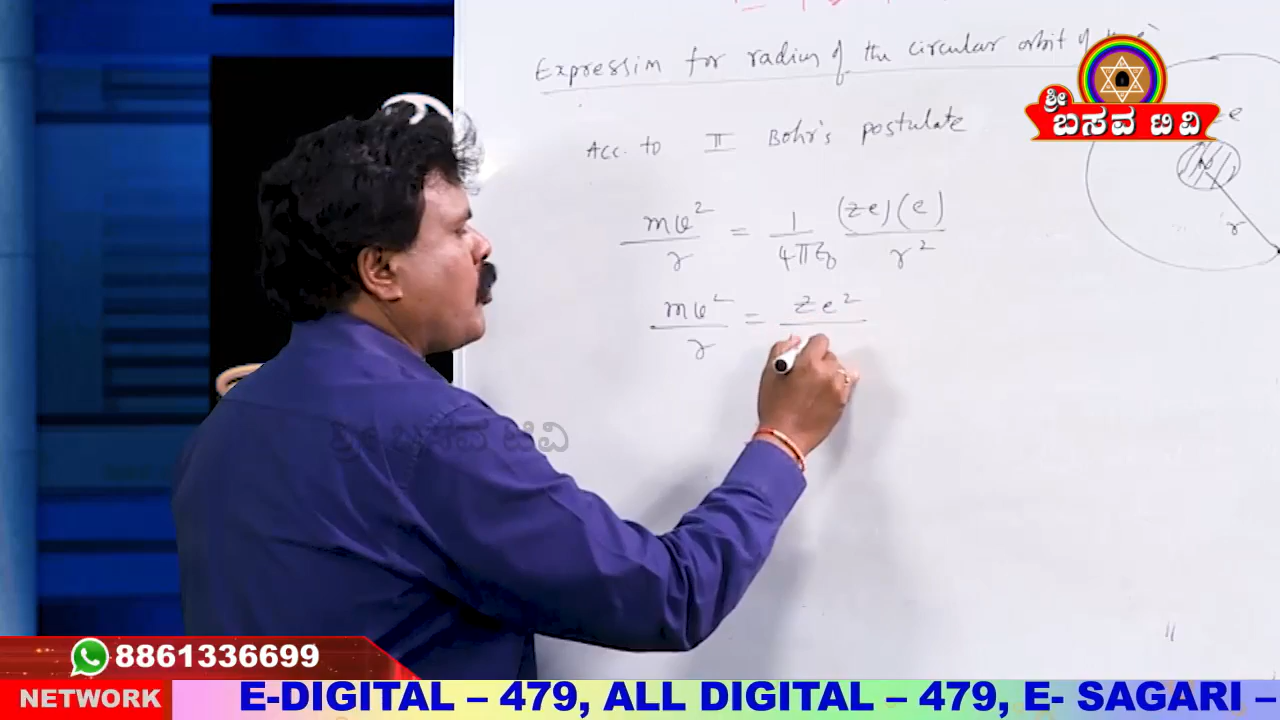 Expression for radius of the circular orbit of
Acc. to II Bohr's postulate
mv²/r = 1/4πε₀ (ze)(e)/r²
mv²/r = ze²
e
r
ಶ್ರೀ
ಬಸವ ಟಿವಿ
ಶ್ರೀ ಬಸವ ಟಿವಿ
8861336699
NETWORK E-DIGITAL – 479, ALL DIGITAL – 479, E- SAGARI –